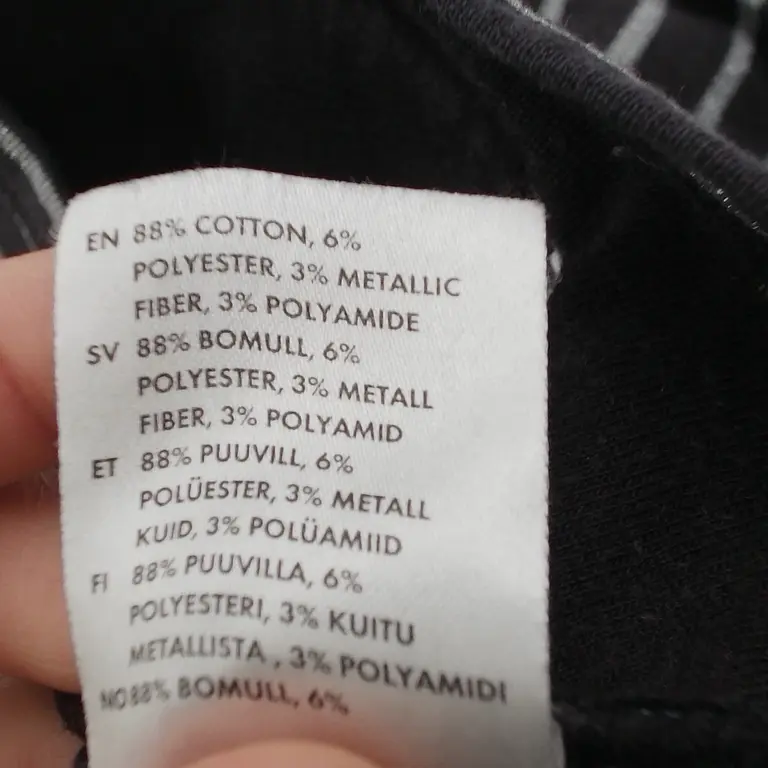 EN 88% COTTON, 6%
POLYESTER, 3% METALLIC
FIBER, 3% POLYAMIDE
SV 88% BOMULL, 6%
POLYESTER, 3% METALL
FIBER, 3% POLYAMID
ET 88% PUUVILL, 6%
POLÜESTER, 3% METALL
KUID, 3% POLÜAMIID
FI 88% PUUVILLA, 6%
POLYESTERI, 3% KUITU
METALLISTA , 3% POLYAMIDI
NO 88% BOMULL, 6%